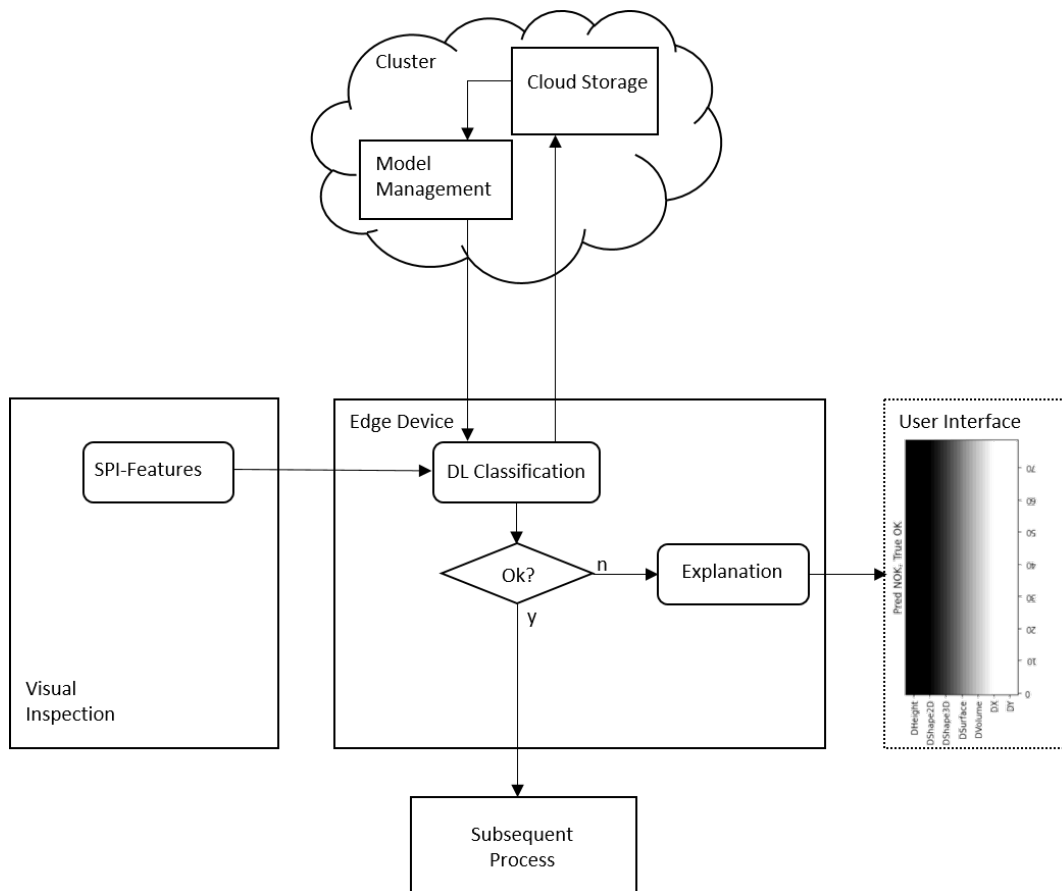 Cluster
Cloud Storage
Model
Management
Edge Device
User Interface
SPI-Features
DL Classification
Ok?
n
Explanation
y
Visual
Inspection
Pred NOK, True OK
70
60
50
40
30
20
10
0
DHeight
DShape2D
DShape3D
DSurface
DVolume
DX
DY
Subsequent
Process